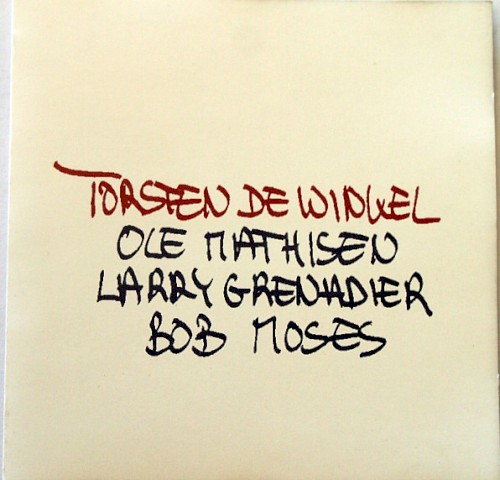 TORSTEN DE WINKEL
OLE MATHISEN
LARRY GRENADIER
BOB MOSES